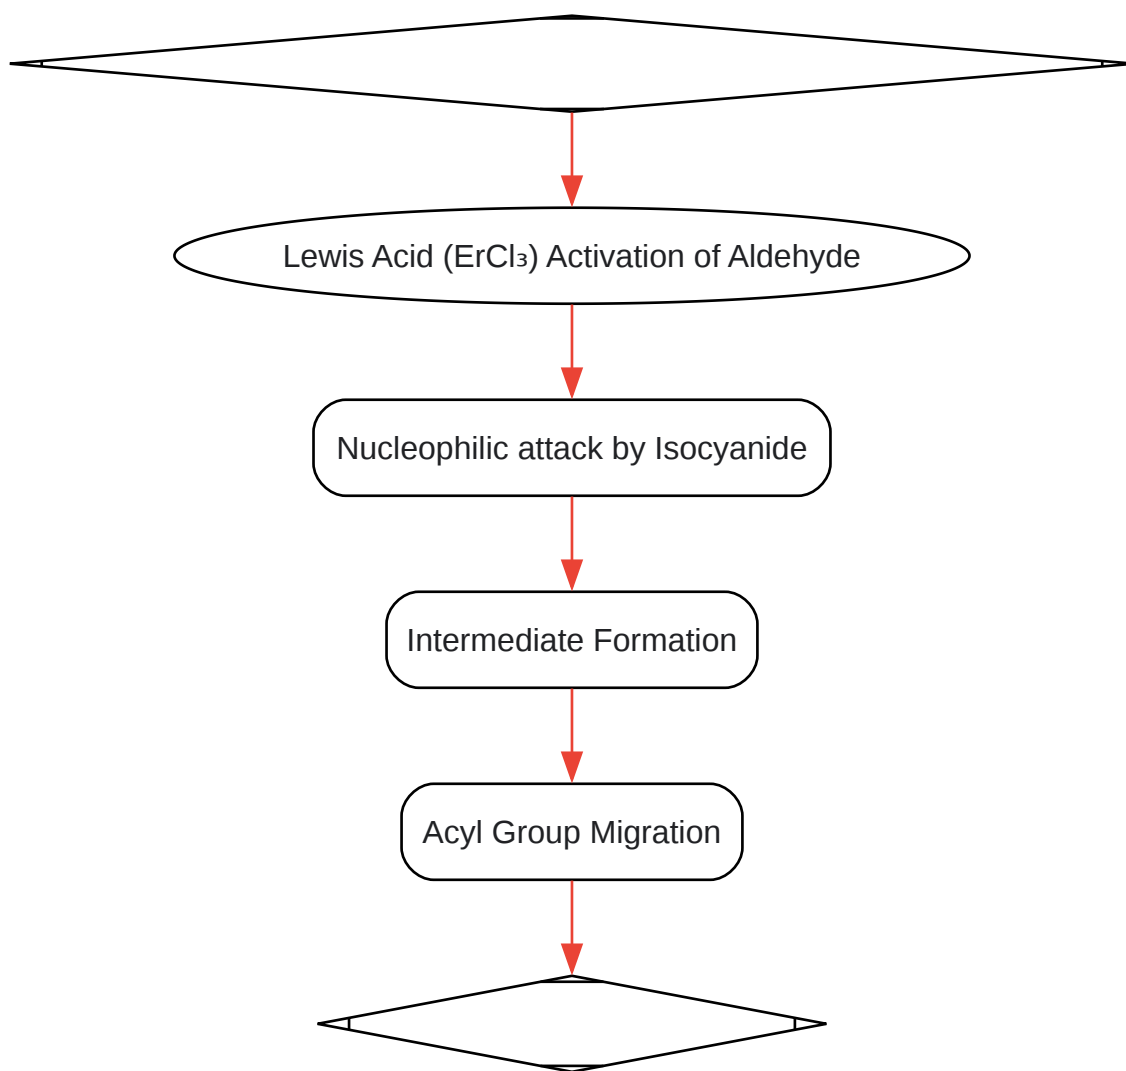 Lewis Acid (ErCl₃) Activation of Aldehyde
Nucleophilic attack by Isocyanide
Intermediate Formation
Acyl Group Migration